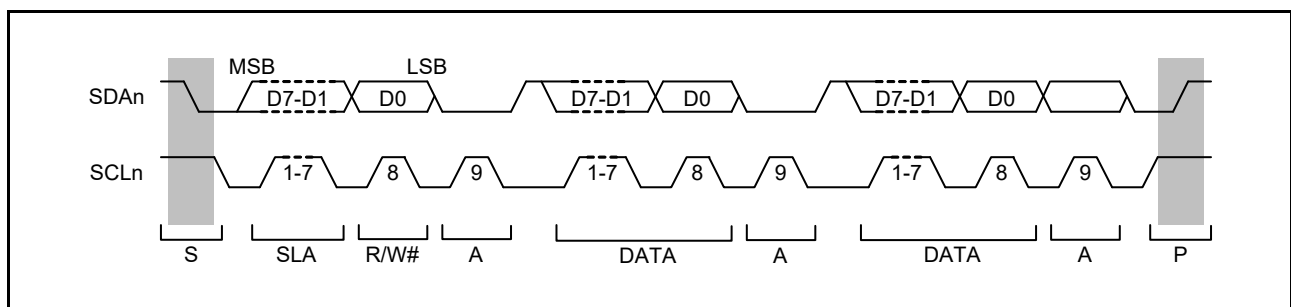 MSB LSB
SDAn D7-D1 D0 D7-D1 D0 D7-D1 D0
SCLn 1-7 8 9 1-7 8 9 1-7 8 9
S SLA R/W# A DATA A DATA A P